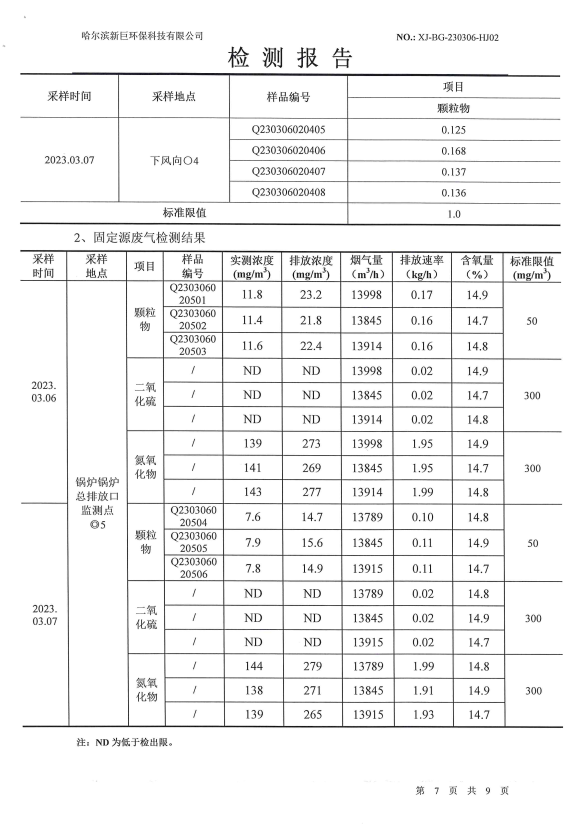 哈尔滨新巨环保科技有限公司 NO.: XJ-BG-230306-HJ02
检测报告
采样时间 采样地点 样品编号 项目
颗粒物
2023.03.07 下风向○4 Q230306020405 0.125
Q230306020406 0.168
Q230306020407 0.137
Q230306020408 0.136
标准限值 1.0
2、固定源废气检测结果
采样 采样 项目 样品 实测浓度 排放浓度 烟气量 排放速率 含氧量 标准限值
时间 地点 编号 (mg/m³) (mg/m³) (m³/h) (kg/h) (%) (mg/m³)
2023.
03.06
锅炉锅炉
总排放口
监测点
◎5
颗粒
物
Q2303060
20501 11.8 23.2 13998 0.17 14.9 50
Q2303060
20502 11.4 21.8 13845 0.16 14.7
Q2303060
20503 11.6 22.4 13914 0.16 14.8
二氧
化硫
/ ND ND 13998 0.02 14.9 300
/ ND ND 13845 0.02 14.7
/ ND ND 13914 0.02 14.8
氮氧
化物
/ 139 273 13998 1.95 14.9 300
/ 141 269 13845 1.95 14.7
/ 143 277 13914 1.99 14.8
2023.
03.07
颗粒
物
Q2303060
20504 7.6 14.7 13789 0.10 14.8 50
Q2303060
20505 7.9 15.6 13845 0.11 14.9
Q2303060
20506 7.8 14.9 13915 0.11 14.7
二氧
化硫
/ ND ND 13789 0.02 14.8 300
/ ND ND 13845 0.02 14.9
/ ND ND 13915 0.02 14.7
氮氧
化物
/ 144 279 13789 1.99 14.8 300
/ 138 271 13845 1.91 14.9
/ 139 265 13915 1.93 14.7
注：ND 为低于检出限。
第 7 页 共 9 页